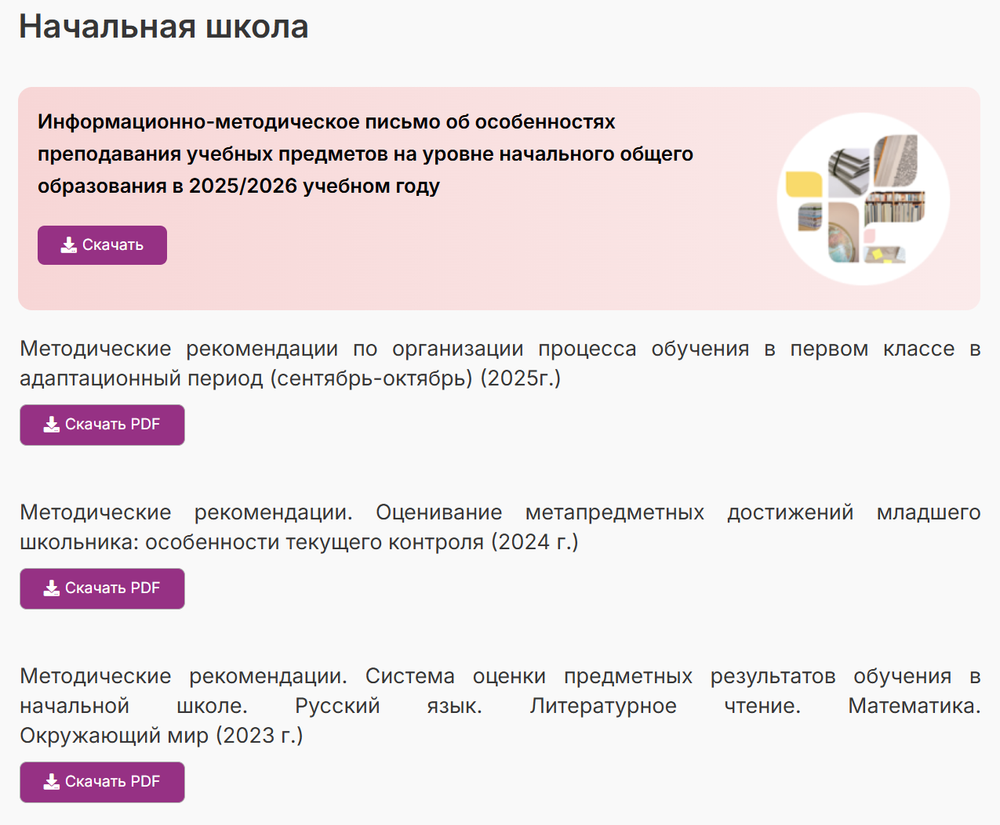 Начальная школа
Информационно-методическое письмо об особенностях
преподавания учебных предметов на уровне начального общего
образования в 2025/2026 учебном году
Скачать
Методические рекомендации по организации процесса обучения в первом классе в
адаптационный период (сентябрь-октябрь) (2025г.)
Скачать PDF
Методические рекомендации. Оценивание метапредметных достижений младшего
школьника: особенности текущего контроля (2024 г.)
Скачать PDF
Методические рекомендации. Система оценки предметных результатов обучения в
начальной школе. Русский язык. Литературное чтение. Математика.
Окружающий мир (2023 г.)
Скачать PDF